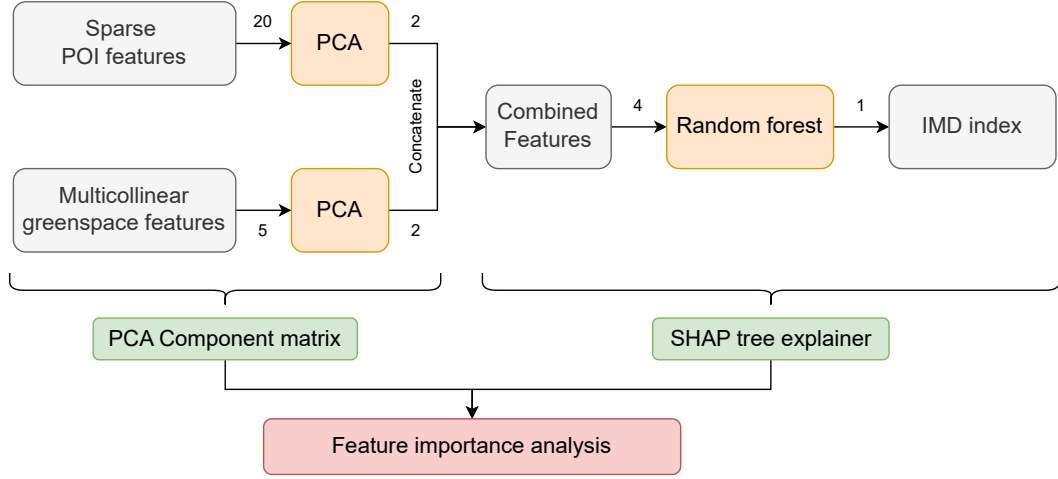 Sparse
POI features
20
PCA
2
Concatenate
Multicollinear
greenspace features
5
PCA
2
Combined
Features
4
Random forest
1
IMD index
PCA Component matrix
SHAP tree explainer
Feature importance analysis